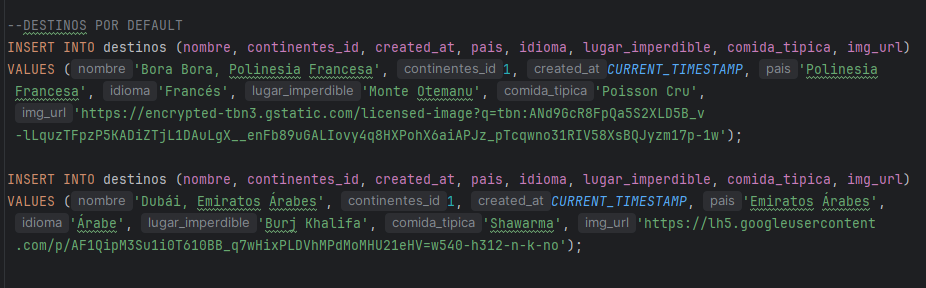 --DESTINOS POR DEFAULT
INSERT INTO destinos (nombre, continentes_id, created_at, pais, idioma, lugar_imperdible, comida_tipica, img_url)
VALUES ( nombre 'Bora Bora, Polinesia Francesa', continentes_id 1, created_at CURRENT_TIMESTAMP, pais 'Polinesia
Francesa', idioma 'Francés', lugar_imperdible 'Monte Otemanu', comida_tipica 'Poisson Cru',
img_url 'https://encrypted-tbn3.gstatic.com/licensed-image?q=tbn:ANd9GcR8FpQa5S2XLD5B_v
-lLquzTFpzP5KADiZTjL1DAuLgX__enFb89uGALIovy4q8HXPohX6aiAPJz_pTcqwno31RIV58XsBQJyzm17p-1w');
INSERT INTO destinos (nombre, continentes_id, created_at, pais, idioma, lugar_imperdible, comida_tipica, img_url)
VALUES ( nombre 'Dubái, Emiratos Árabes', continentes_id 1, created_at CURRENT_TIMESTAMP, pais 'Emiratos Árabes',
idioma 'Árabe', lugar_imperdible 'Burj Khalifa', comida_tipica 'Shawarma', img_url 'https://lh5.googleusercontent
.com/p/AF1QipM3Su1i0T610BB_q7wHixPLDVhMPdMoMHU21eHV=w540-h312-n-k-no');